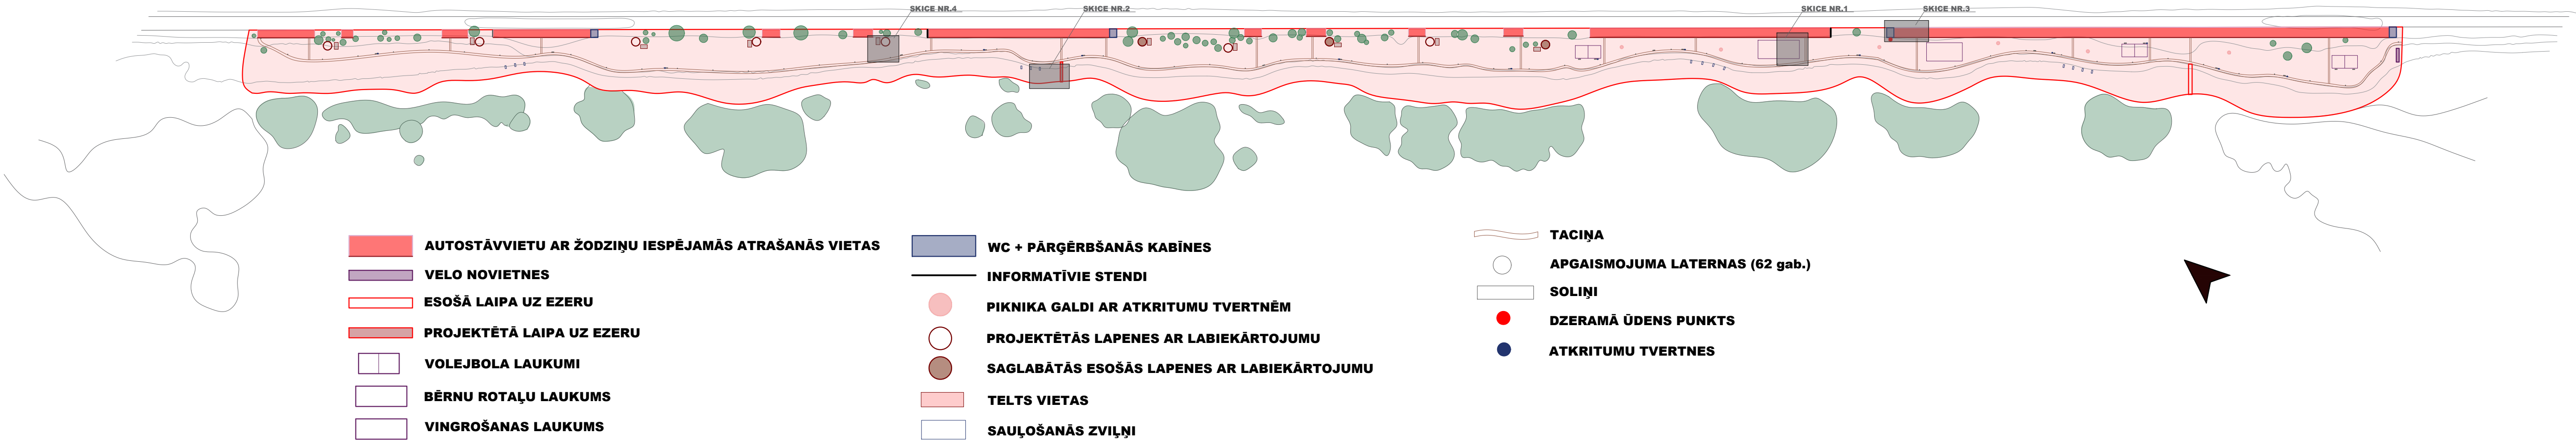 SKICE NR.4
SKICE NR.2
SKICE NR.1
SKICE NR.3
AUTOSTĀVVIETU AR ŽODZIŅU IESPĒJAMĀS ATRAŠANĀS VIETAS
VELO NOVIETNES
ESOŠĀ LAIPA UZ EZERU
PROJEKTĒTĀ LAIPA UZ EZERU
VOLEJBOLA LAUKUMI
BĒRNU ROTAĻU LAUKUMS
VINGROŠANAS LAUKUMS
WC + PĀRĢĒRBŠANĀS KABĪNES
INFORMATĪVIE STENDI
PIKNIKA GALDI AR ATKRITUMU TVERTNĒM
PROJEKTĒTĀS LAPENES AR LABIEKĀRTOJUMU
SAGLABĀTĀS ESOŠĀS LAPENES AR LABIEKĀRTOJUMU
TELTS VIETAS
SAUĻOŠANĀS ZVIĻŅI
TACIŅA
APGAISMOJUMA LATERNAS (62 gab.)
SOLIŅI
DZERAMĀ ŪDENS PUNKTS
ATKRITUMU TVERTNES